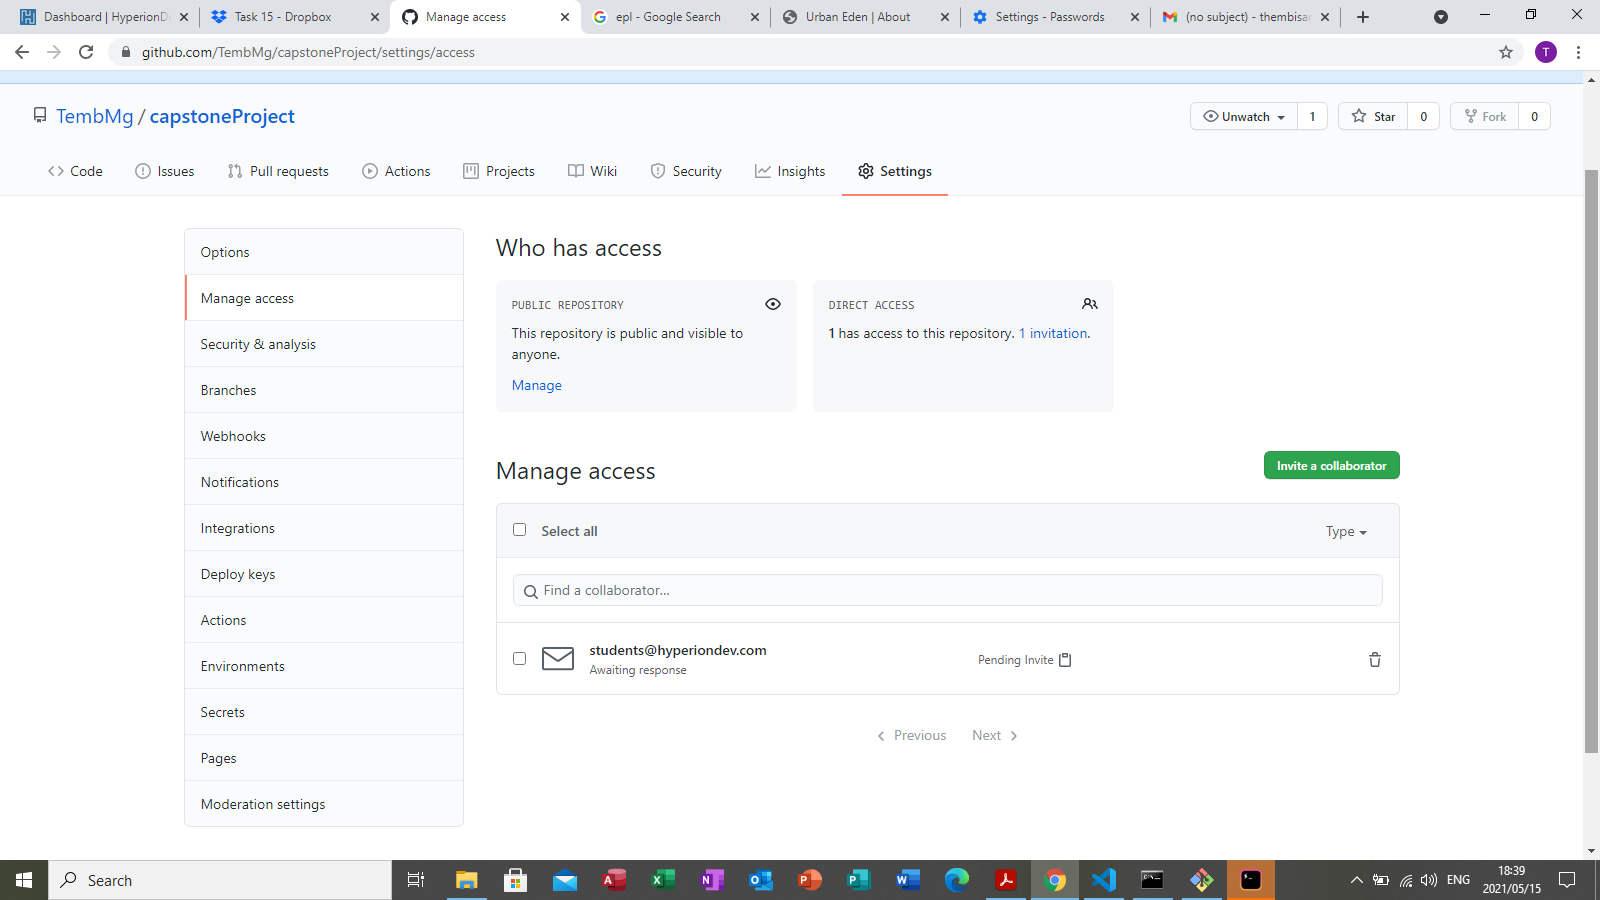 Dashboard | HyperionDe
Task 15 - Dropbox
Manage access
epl - Google Search
Urban Eden | About
Settings - Passwords
(no subject) - thembisar
github.com/TembMg/capstoneProject/settings/access
T
TembMg / capstoneProject
Unwatch 1
Star 0
Fork 0
Code
Issues
Pull requests
Actions
Projects
Wiki
Security
Insights
Settings
Options
Manage access
Security & analysis
Branches
Webhooks
Notifications
Integrations
Deploy keys
Actions
Environments
Secrets
Pages
Moderation settings
Who has access
PUBLIC REPOSITORY
This repository is public and visible to
anyone.
Manage
DIRECT ACCESS
1 has access to this repository. 1 invitation.
Manage access
Invite a collaborator
Select all
Type
Find a collaborator...
students@hyperiondev.com
Awaiting response
Pending Invite
Previous
Next
Search
ENG
18:39
2021/05/15